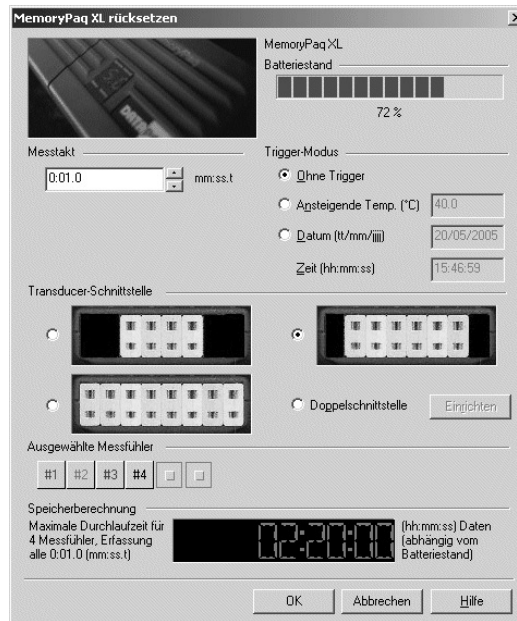 MemoryPaq XL rücksetzen
MemoryPaq XL
Batteriestand
72 %
Messtakt
0:01.0 mm:ss.t
Trigger-Modus
Ohne Trigger
Ansteigende Temp. (°C) 40.0
Datum (tt/mm/jjjj) 20/05/2005
Zeit (hh:mm:ss) 15:46:59
Transducer-Schnittstelle
Doppelschnittstelle Einrichten
Ausgewählte Messfühler
#1 #2 #3 #4
Speicherberechnung
Maximale Durchlaufzeit für
4 Messfühler, Erfassung
alle 0:01.0 (mm:ss.t)
02:20:00
(hh:mm:ss) Daten
(abhängig vom
Batteriestand)
OK Abbrechen Hilfe